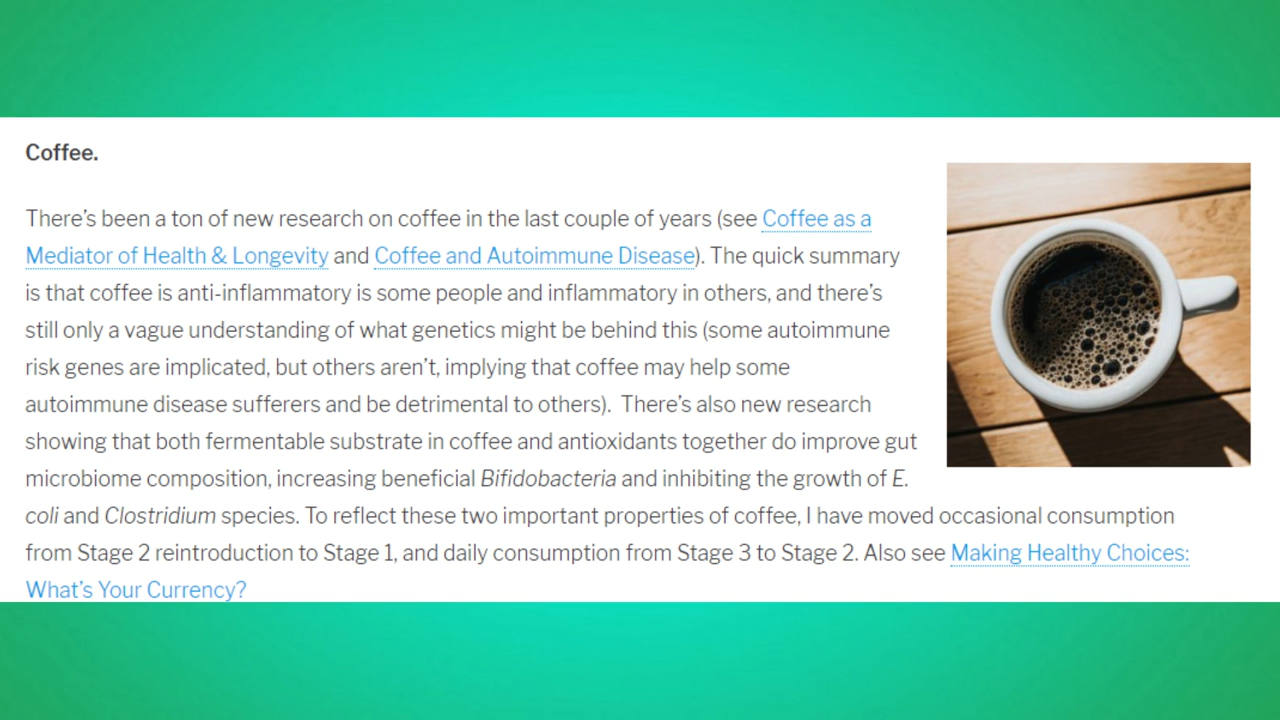 Coffee.
There's been a ton of new research on coffee in the last couple of years (see Coffee as a
Mediator of Health & Longevity and Coffee and Autoimmune Disease). The quick summary
is that coffee is anti-inflammatory is some people and inflammatory in others, and there's
still only a vague understanding of what genetics might be behind this (some autoimmune
risk genes are implicated, but others aren't, implying that coffee may help some
autoimmune disease sufferers and be detrimental to others).  There's also new research
showing that both fermentable substrate in coffee and antioxidants together do improve gut
microbiome composition, increasing beneficial Bifidobacteria and inhibiting the growth of E.
coli and Clostridium species. To reflect these two important properties of coffee, I have moved occasional consumption
from Stage 2 reintroduction to Stage 1, and daily consumption from Stage 3 to Stage 2. Also see Making Healthy Choices:
What's Your Currency?